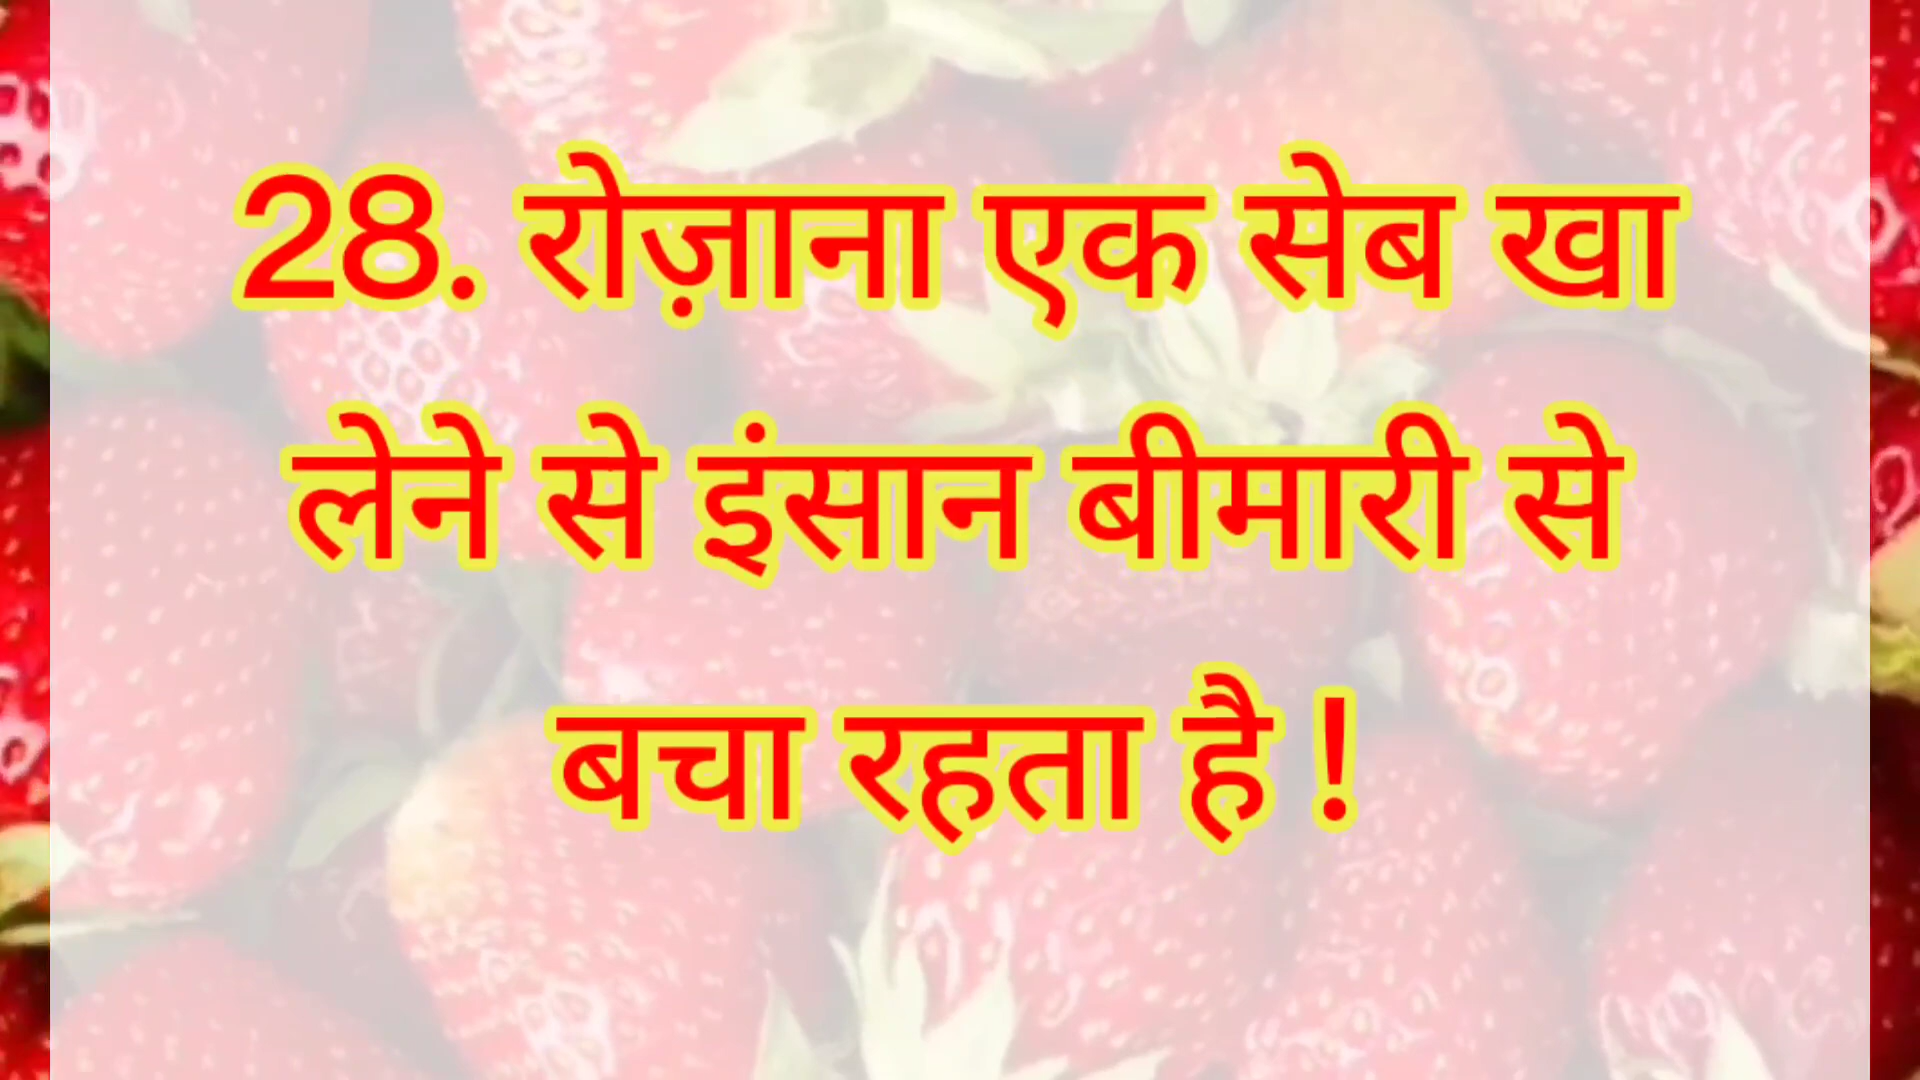 28. रोज़ाना एक सेब खा
लेने से इंसान बीमारी से
बचा रहता है !